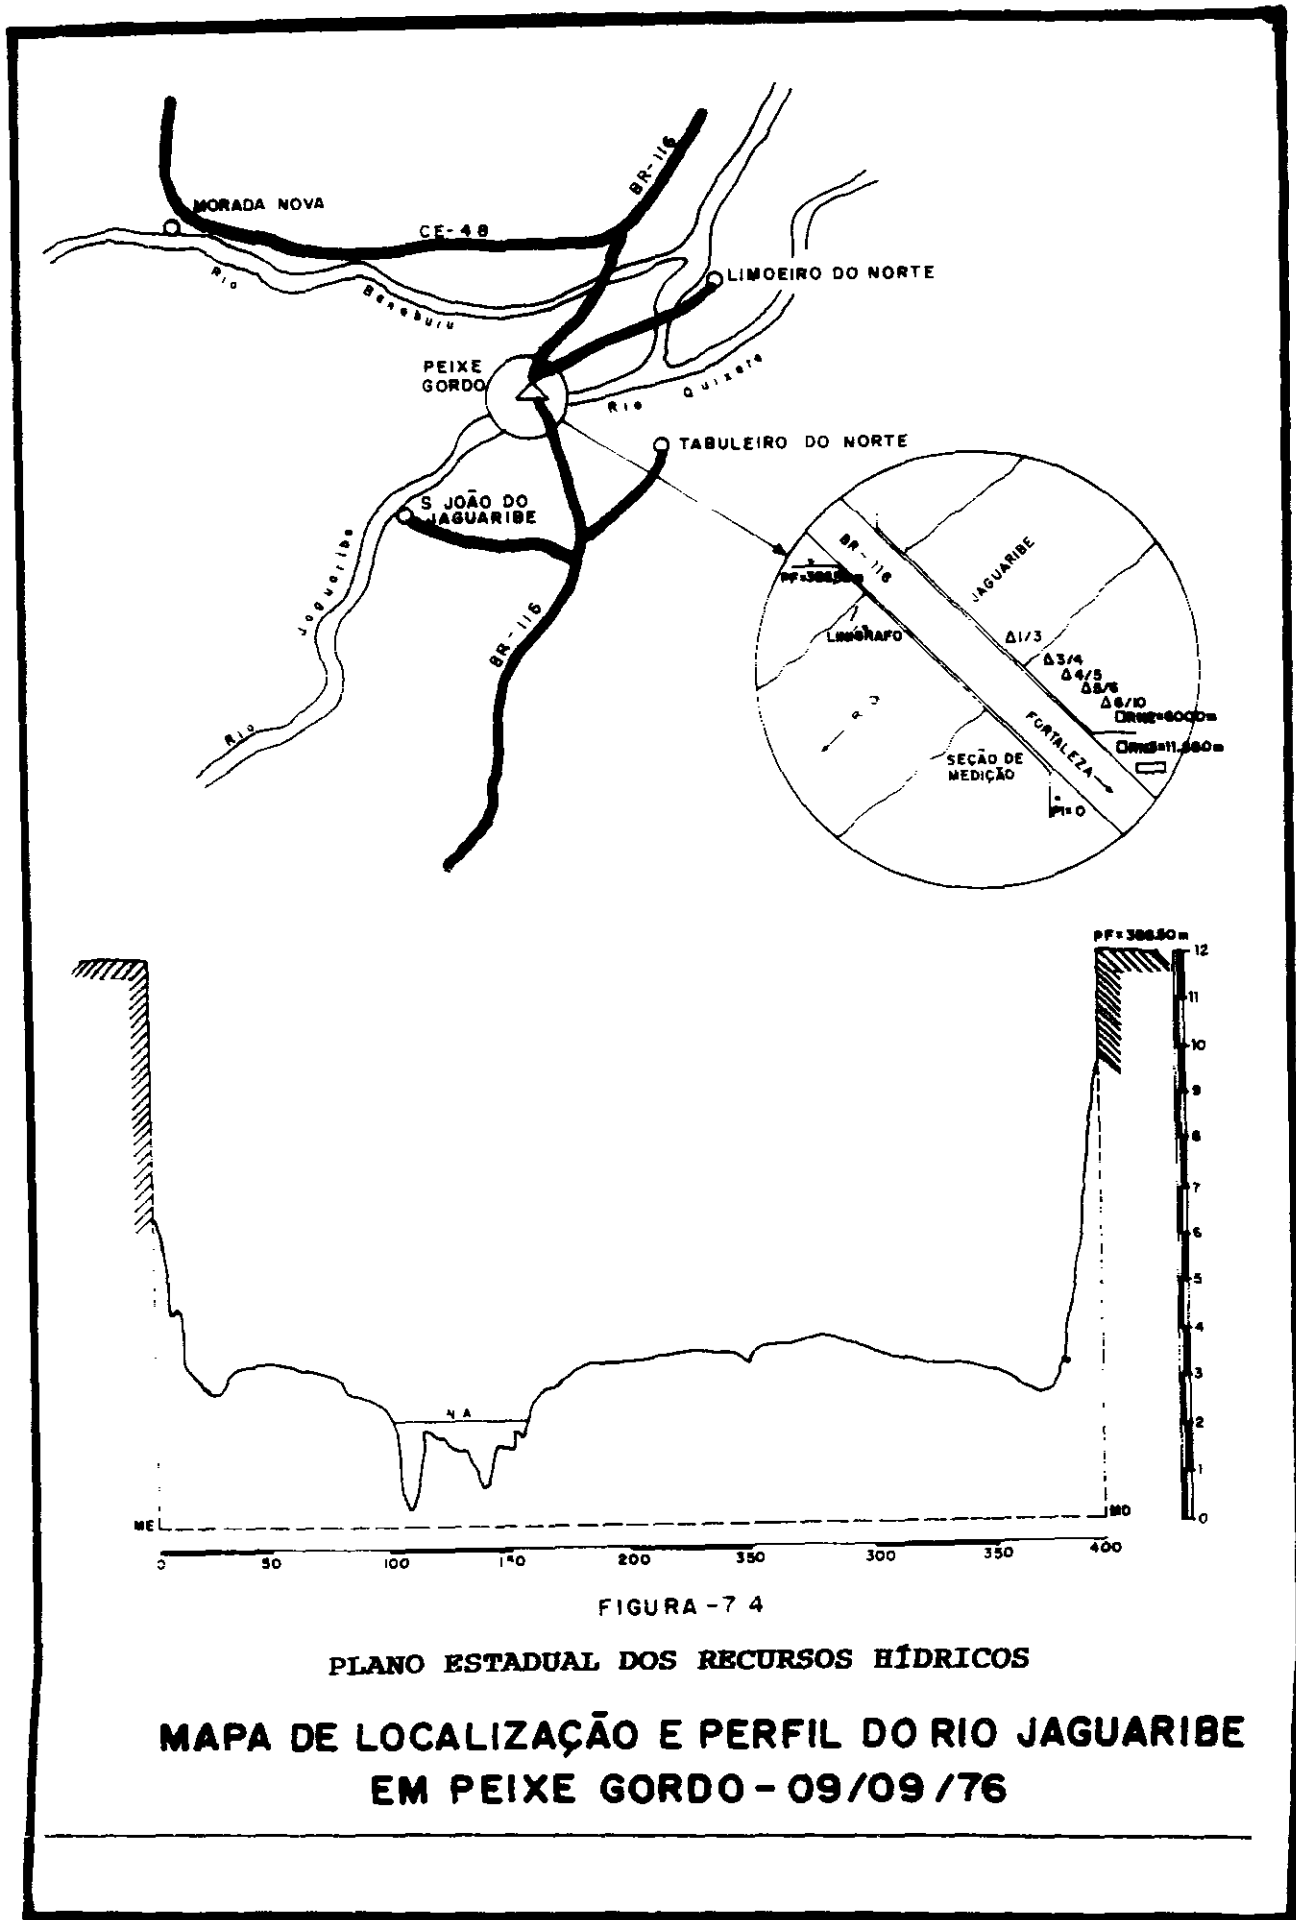 BR-116
MORADA NOVA
CE-48
Rio
Banabuiu
LIMOEIRO DO NORTE
PEIXE
GORDO
Rio Quixere
TABULEIRO DO NORTE
S JOÃO DO
JAGUARIBE
Jaguaribe
BR-116
Rio
BR-116
JAGUARIBE
LINIGRAFO
Δ1/3
Δ3/4
Δ4/5
Δ5/6
Δ6/10
FORTALEZA
SEÇÃO DE
MEDIÇÃO
PI=0
12
11
10
9
8
7
6
5
4
3
2
1
0
N A
ME
MD
0 50 100 150 200 350 300 350 400
FIGURA-7 4
PLANO ESTADUAL DOS RECURSOS HÍDRICOS
MAPA DE LOCALIZAÇÃO E PERFIL DO RIO JAGUARIBE
EM PEIXE GORDO-09/09/76